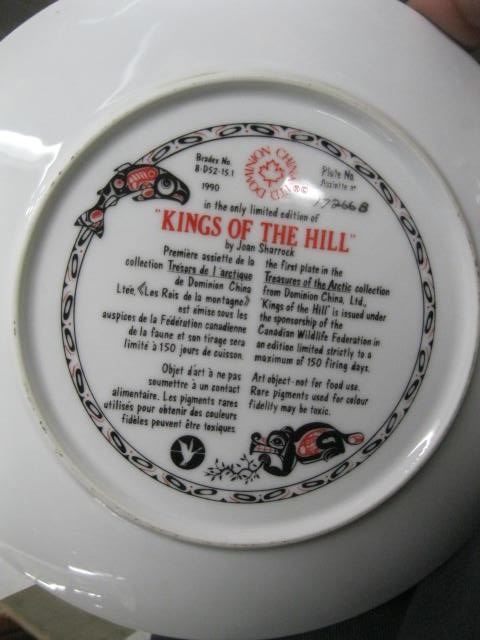 Bradex No.
8-D52-15.1
1990
DOMINION CHINA LTD
Plate No
Assiette nº
17266B
in the only limited edition of
"KINGS OF THE HILL"
by Joan Sharrock
Première assiette de la
collection Trésors de l'arctique
de Dominion China
Ltée, «Les Rois de la montagne»
est émise sous les
auspices de la Fédération canadienne
de la faune et son tirage sera
limité à 150 jours de cuisson
Objet d'art à ne pas
soumettre à un contact
alimentaire. Les pigments rares
utilisés pour obtenir des couleurs
fidèles peuvent être toxiques
the first plate in the
Treasures of the Arctic collection
from Dominion China, Ltd.,
'Kings of the Hill' is issued under
the sponsorship of the
Canadian Wildlife Federation in
an edition limited strictly to a
maximum of 150 firing days.
Art object-not for food use.
Rare pigments used for colour
fidelity may be toxic.